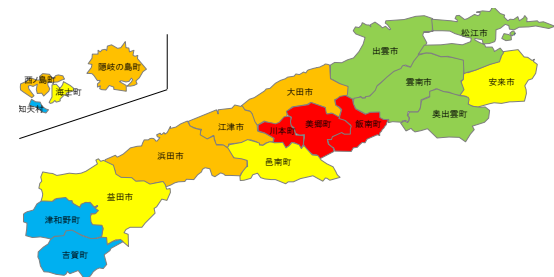 松江市
出雲市
隠岐の島町
西ノ島町
海士町
知夫村
雲南市
安来市
大田市
奥出雲町
飯南町
美郷町
川本町
江津市
浜田市
邑南町
益田市
津和野町
吉賀町